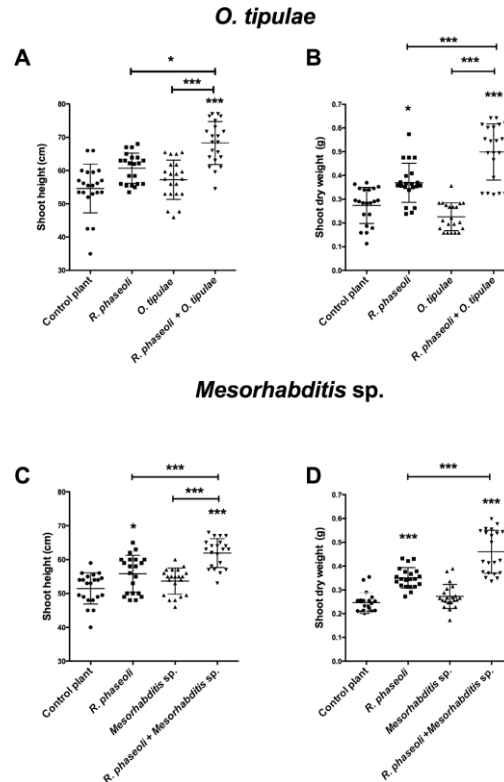 O. tipulae
A
*
***
***
Shoot height (cm)
80
70
60
50
40
30
Control plant
R. phaseoli
O. tipulae
R. phaseoli + O. tipulae
B
***
***
***
*
Shoot dry weight (g)
0.7
0.6
0.5
0.4
0.3
0.2
0.1
0.0
Control plant
R. phaseoli
O. tipulae
R. phaseoli + O. tipulae
Mesorhabditis sp.
C
***
***
***
*
Shoot height (cm)
80
70
60
50
40
30
Control plant
R. phaseoli
Mesorhabditis sp.
R. phaseoli + Mesorhabditis sp.
D
***
***
***
Shoot dry weight (g)
0.7
0.6
0.5
0.4
0.3
0.2
0.1
0.0
Control plant
R. phaseoli
Mesorhabditis sp.
R. phaseoli +Mesorhabditis sp.